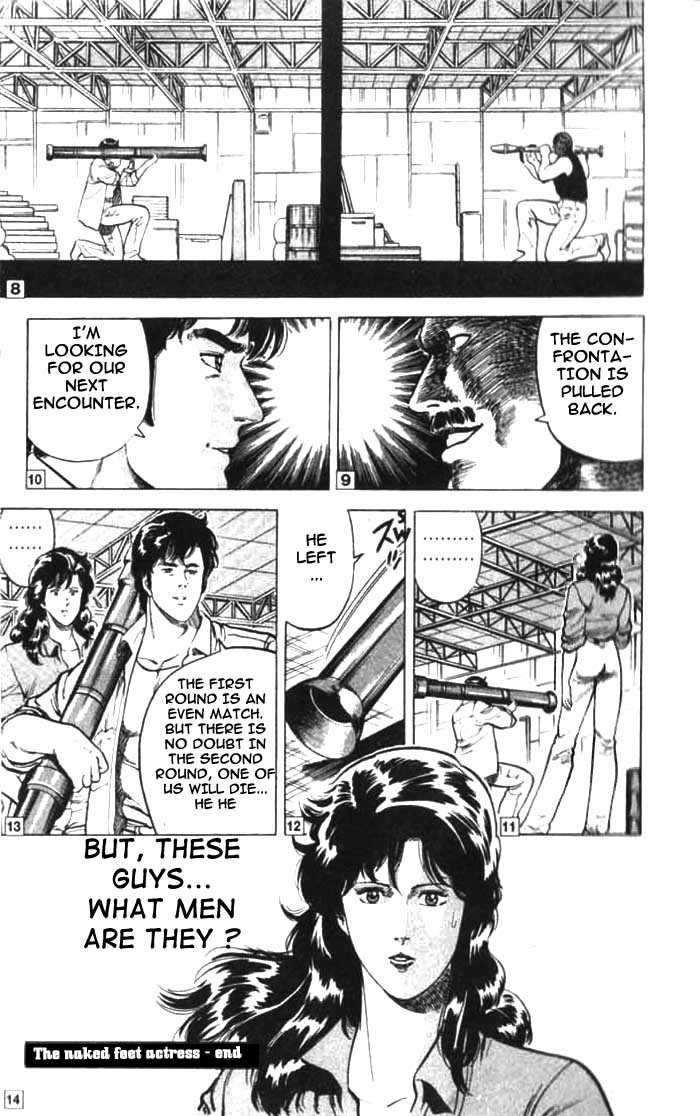 8
THE CON-
FRONTA-
TION IS
PULLED
BACK.
9
I'M
LOOKING
FOR OUR
NEXT
ENCOUNTER.
10
.......
..........
11
HE
LEFT
...
12
......
........
THE FIRST
ROUND IS AN
EVEN MATCH.
BUT THERE IS
NO DOUBT IN
THE SECOND
ROUND, ONE OF
US WILL DIE...
HE HE
13
BUT, THESE
GUYS...
WHAT MEN
ARE THEY ?
The naked feet actress - end
14